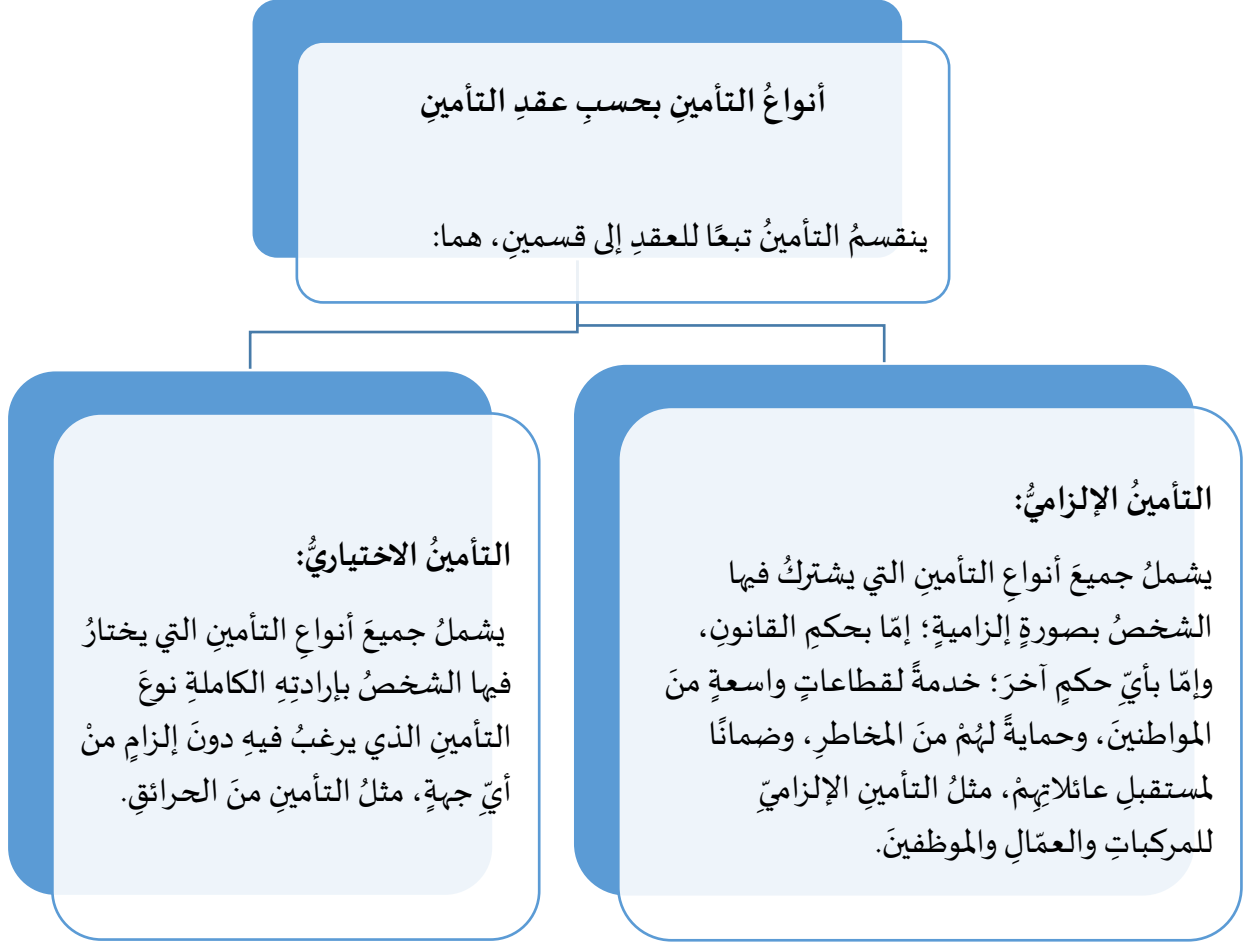 أنواعُ التأمينِ بحسبِ عقدِ التأمينِ
ينقسمُ التأمينُ تبعًا للعقدِ إلى قسمينِ، هما:
التأمينُ الإلزاميُّ:
يشملُ جميعَ أنواعِ التأمينِ التي يشتركُ فيها
الشخصُ بصورةٍ إلزاميةٍ؛ إمّا بحكمِ القانونِ،
وإمّا بأيِّ حكمٍ آخرَ؛ خدمةً لقطاعاتٍ واسعةٍ منَ
المواطنينَ، وحمايةً لهُمْ منَ المخاطرِ، وضمانًا
لمستقبلِ عائلاتِهِمْ، مثلُ التأمينِ الإلزاميِّ
للمركباتِ والعمّالِ والموظفينَ.
التأمينُ الاختياريُّ:
يشملُ جميعَ أنواعِ التأمينِ التي يختارُ
فيها الشخصُ بإرادتِهِ الكاملةِ نوعَ
التأمينِ الذي يرغبُ فيهِ دونَ إلزامٍ منْ
أيِّ جهةٍ، مثلُ التأمينِ منَ الحرائقِ.